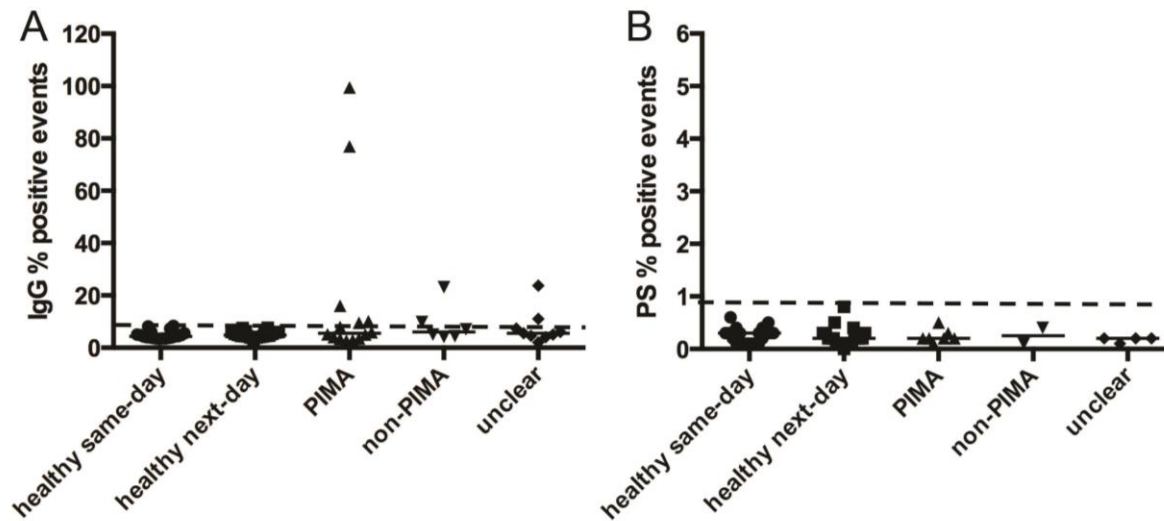 A
IgG % positive events
120
100
80
60
40
20
0
healthy same-day
healthy next-day
PIMA
non-PIMA
unclear
B
PS % positive events
6
5
4
3
2
1
0
healthy same-day
healthy next-day
PIMA
non-PIMA
unclear